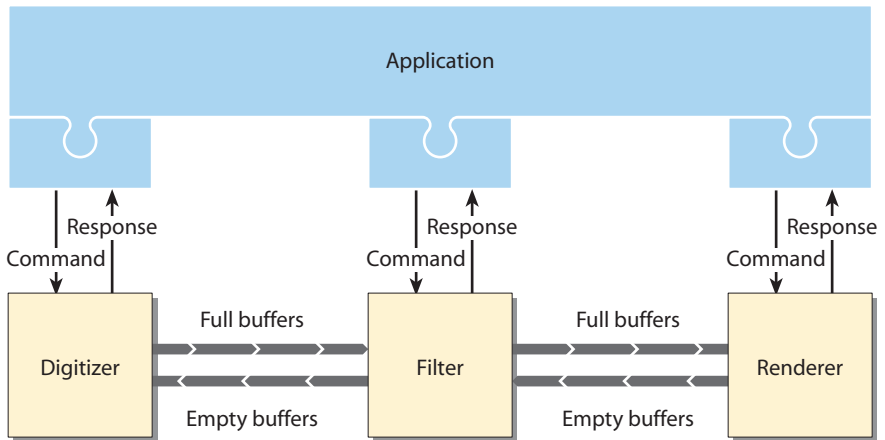 Application
Response
Response
Response
Command
Command
Command
Full buffers
Full buffers
Digitizer
Filter
Renderer
Empty buffers
Empty buffers